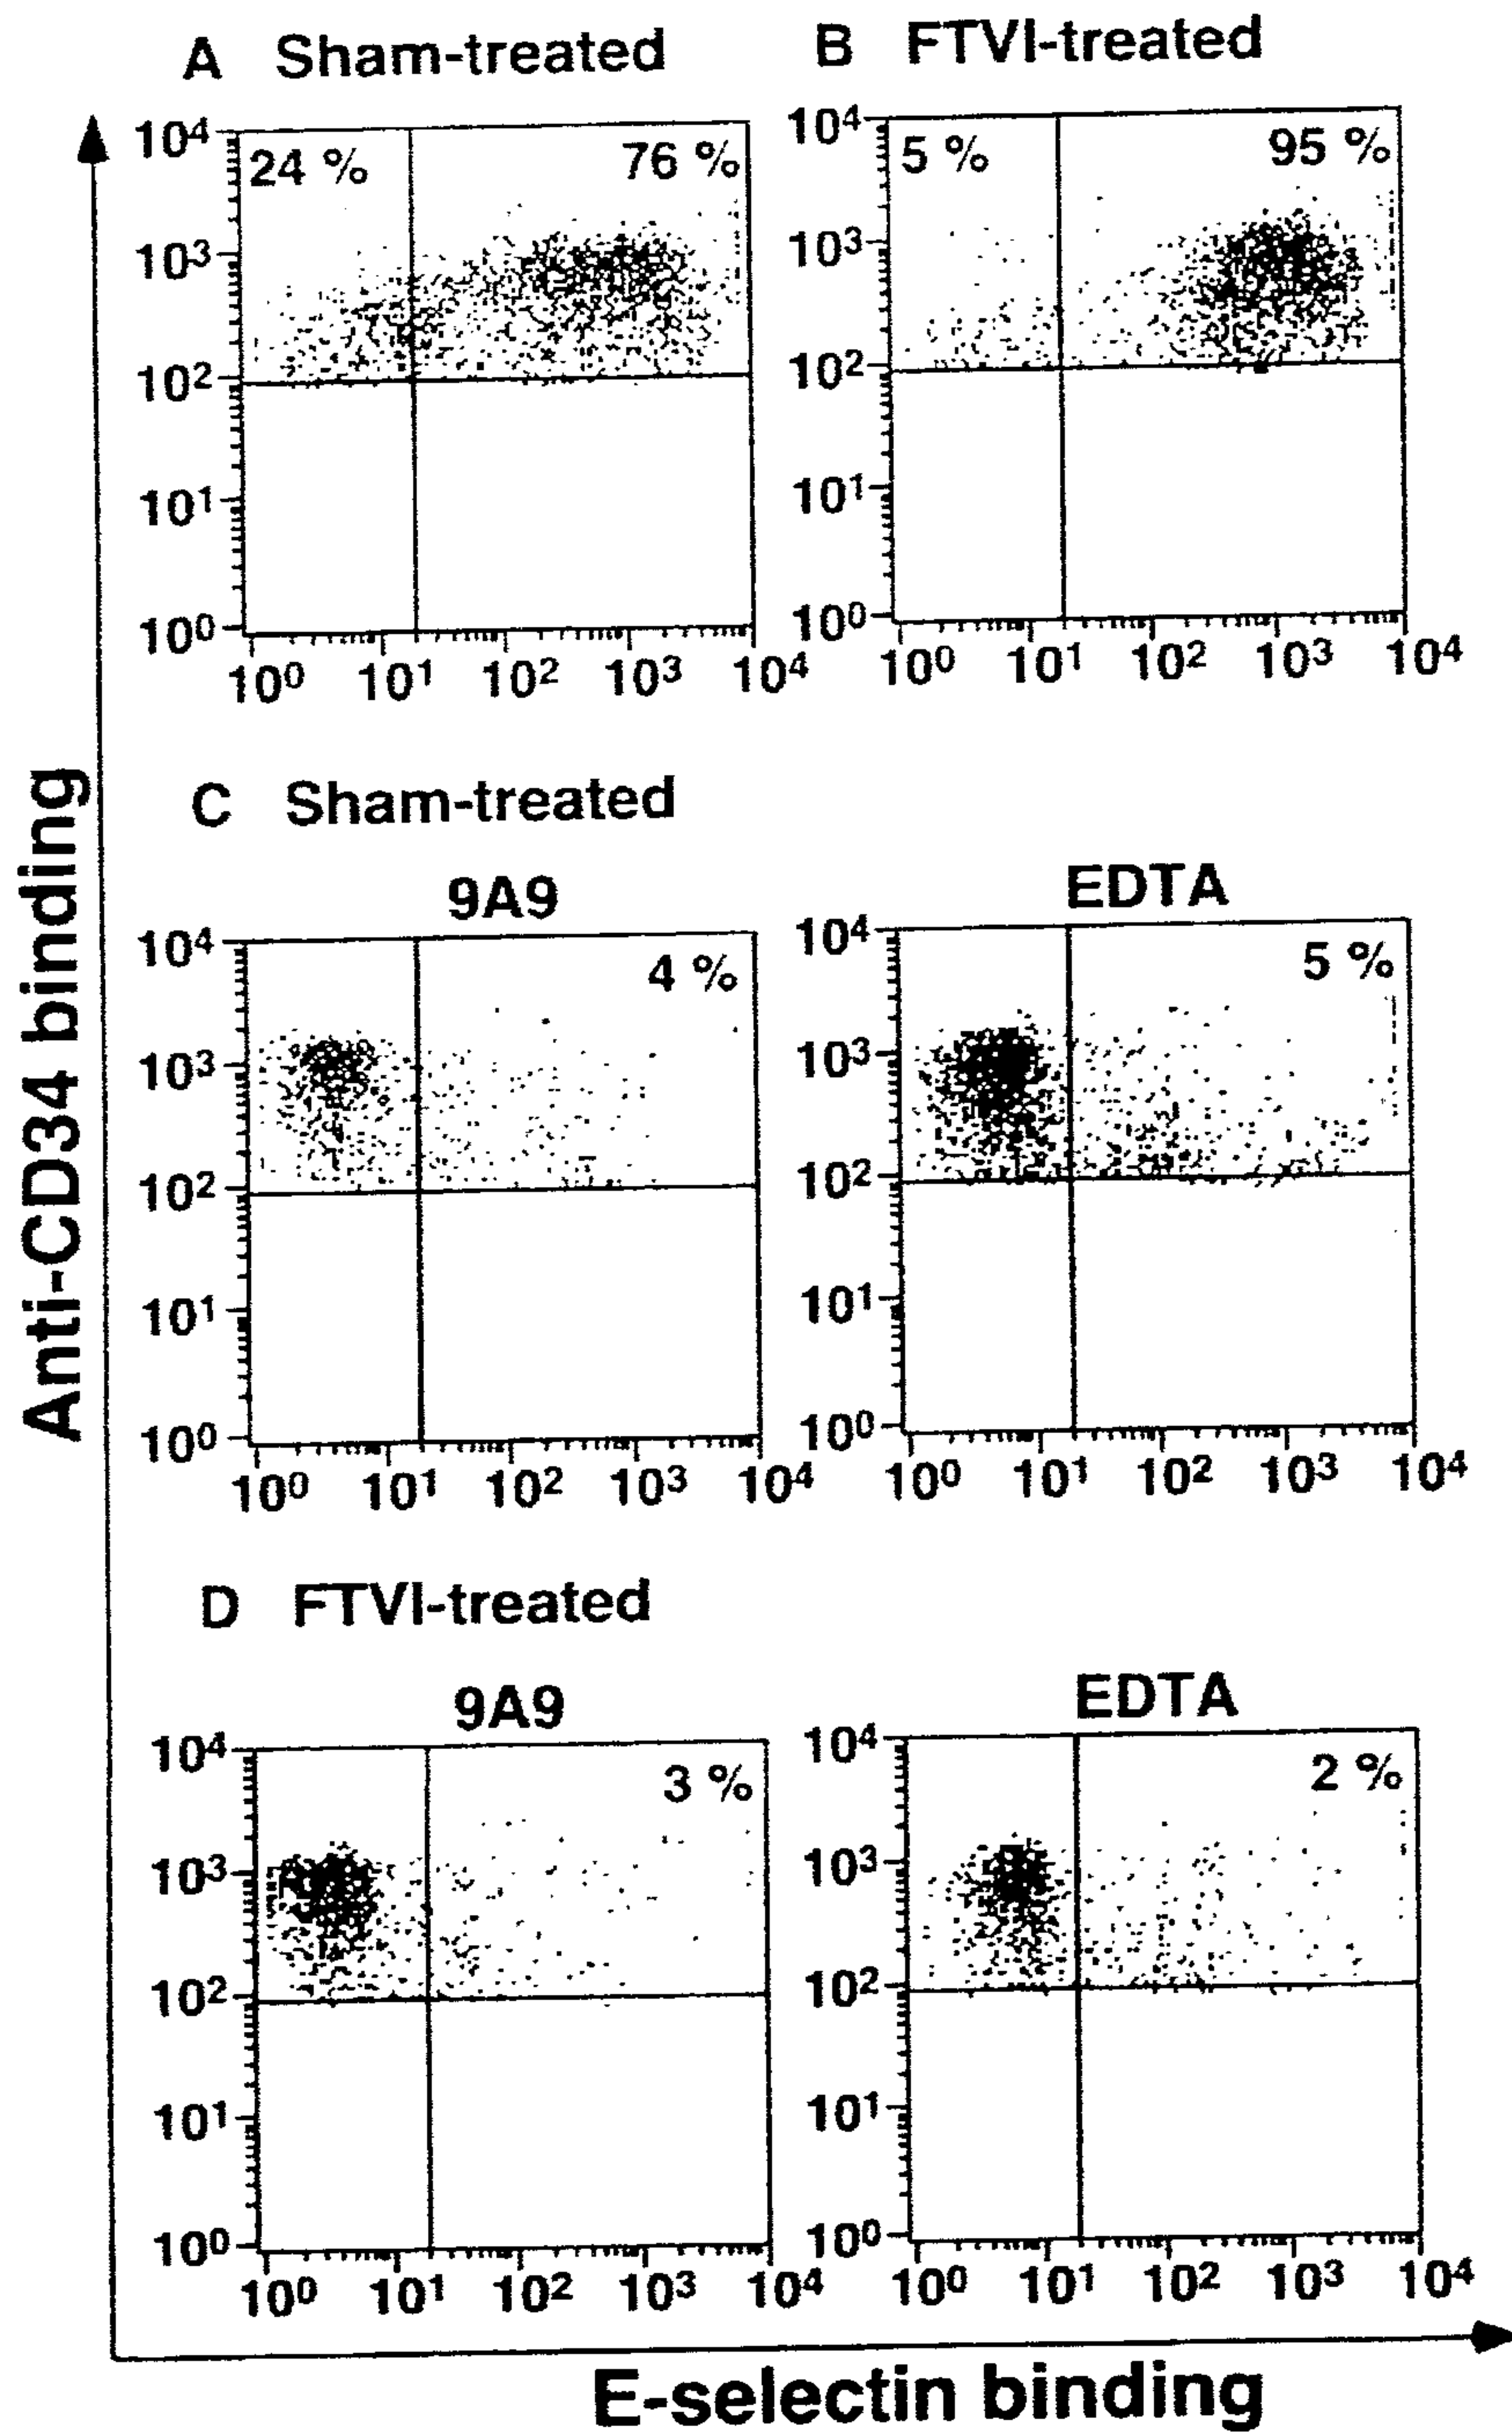 A Sham-treated
B FTVI-treated
10⁴
10³
10²
10¹
10⁰
24 %
76 %
10⁰ 10¹ 10² 10³ 10⁴
10⁴
10³
10²
10¹
10⁰
5 %
95 %
10⁰ 10¹ 10² 10³ 10⁴
C Sham-treated
9A9
10⁴
10³
10²
10¹
10⁰
4 %
10⁰ 10¹ 10² 10³ 10⁴
EDTA
10⁴
10³
10²
10¹
10⁰
5 %
10⁰ 10¹ 10² 10³ 10⁴
D FTVI-treated
9A9
10⁴
10³
10²
10¹
10⁰
3 %
10⁰ 10¹ 10² 10³ 10⁴
EDTA
10⁴
10³
10²
10¹
10⁰
2 %
10⁰ 10¹ 10² 10³ 10⁴
Anti-CD34 binding
E-selectin binding